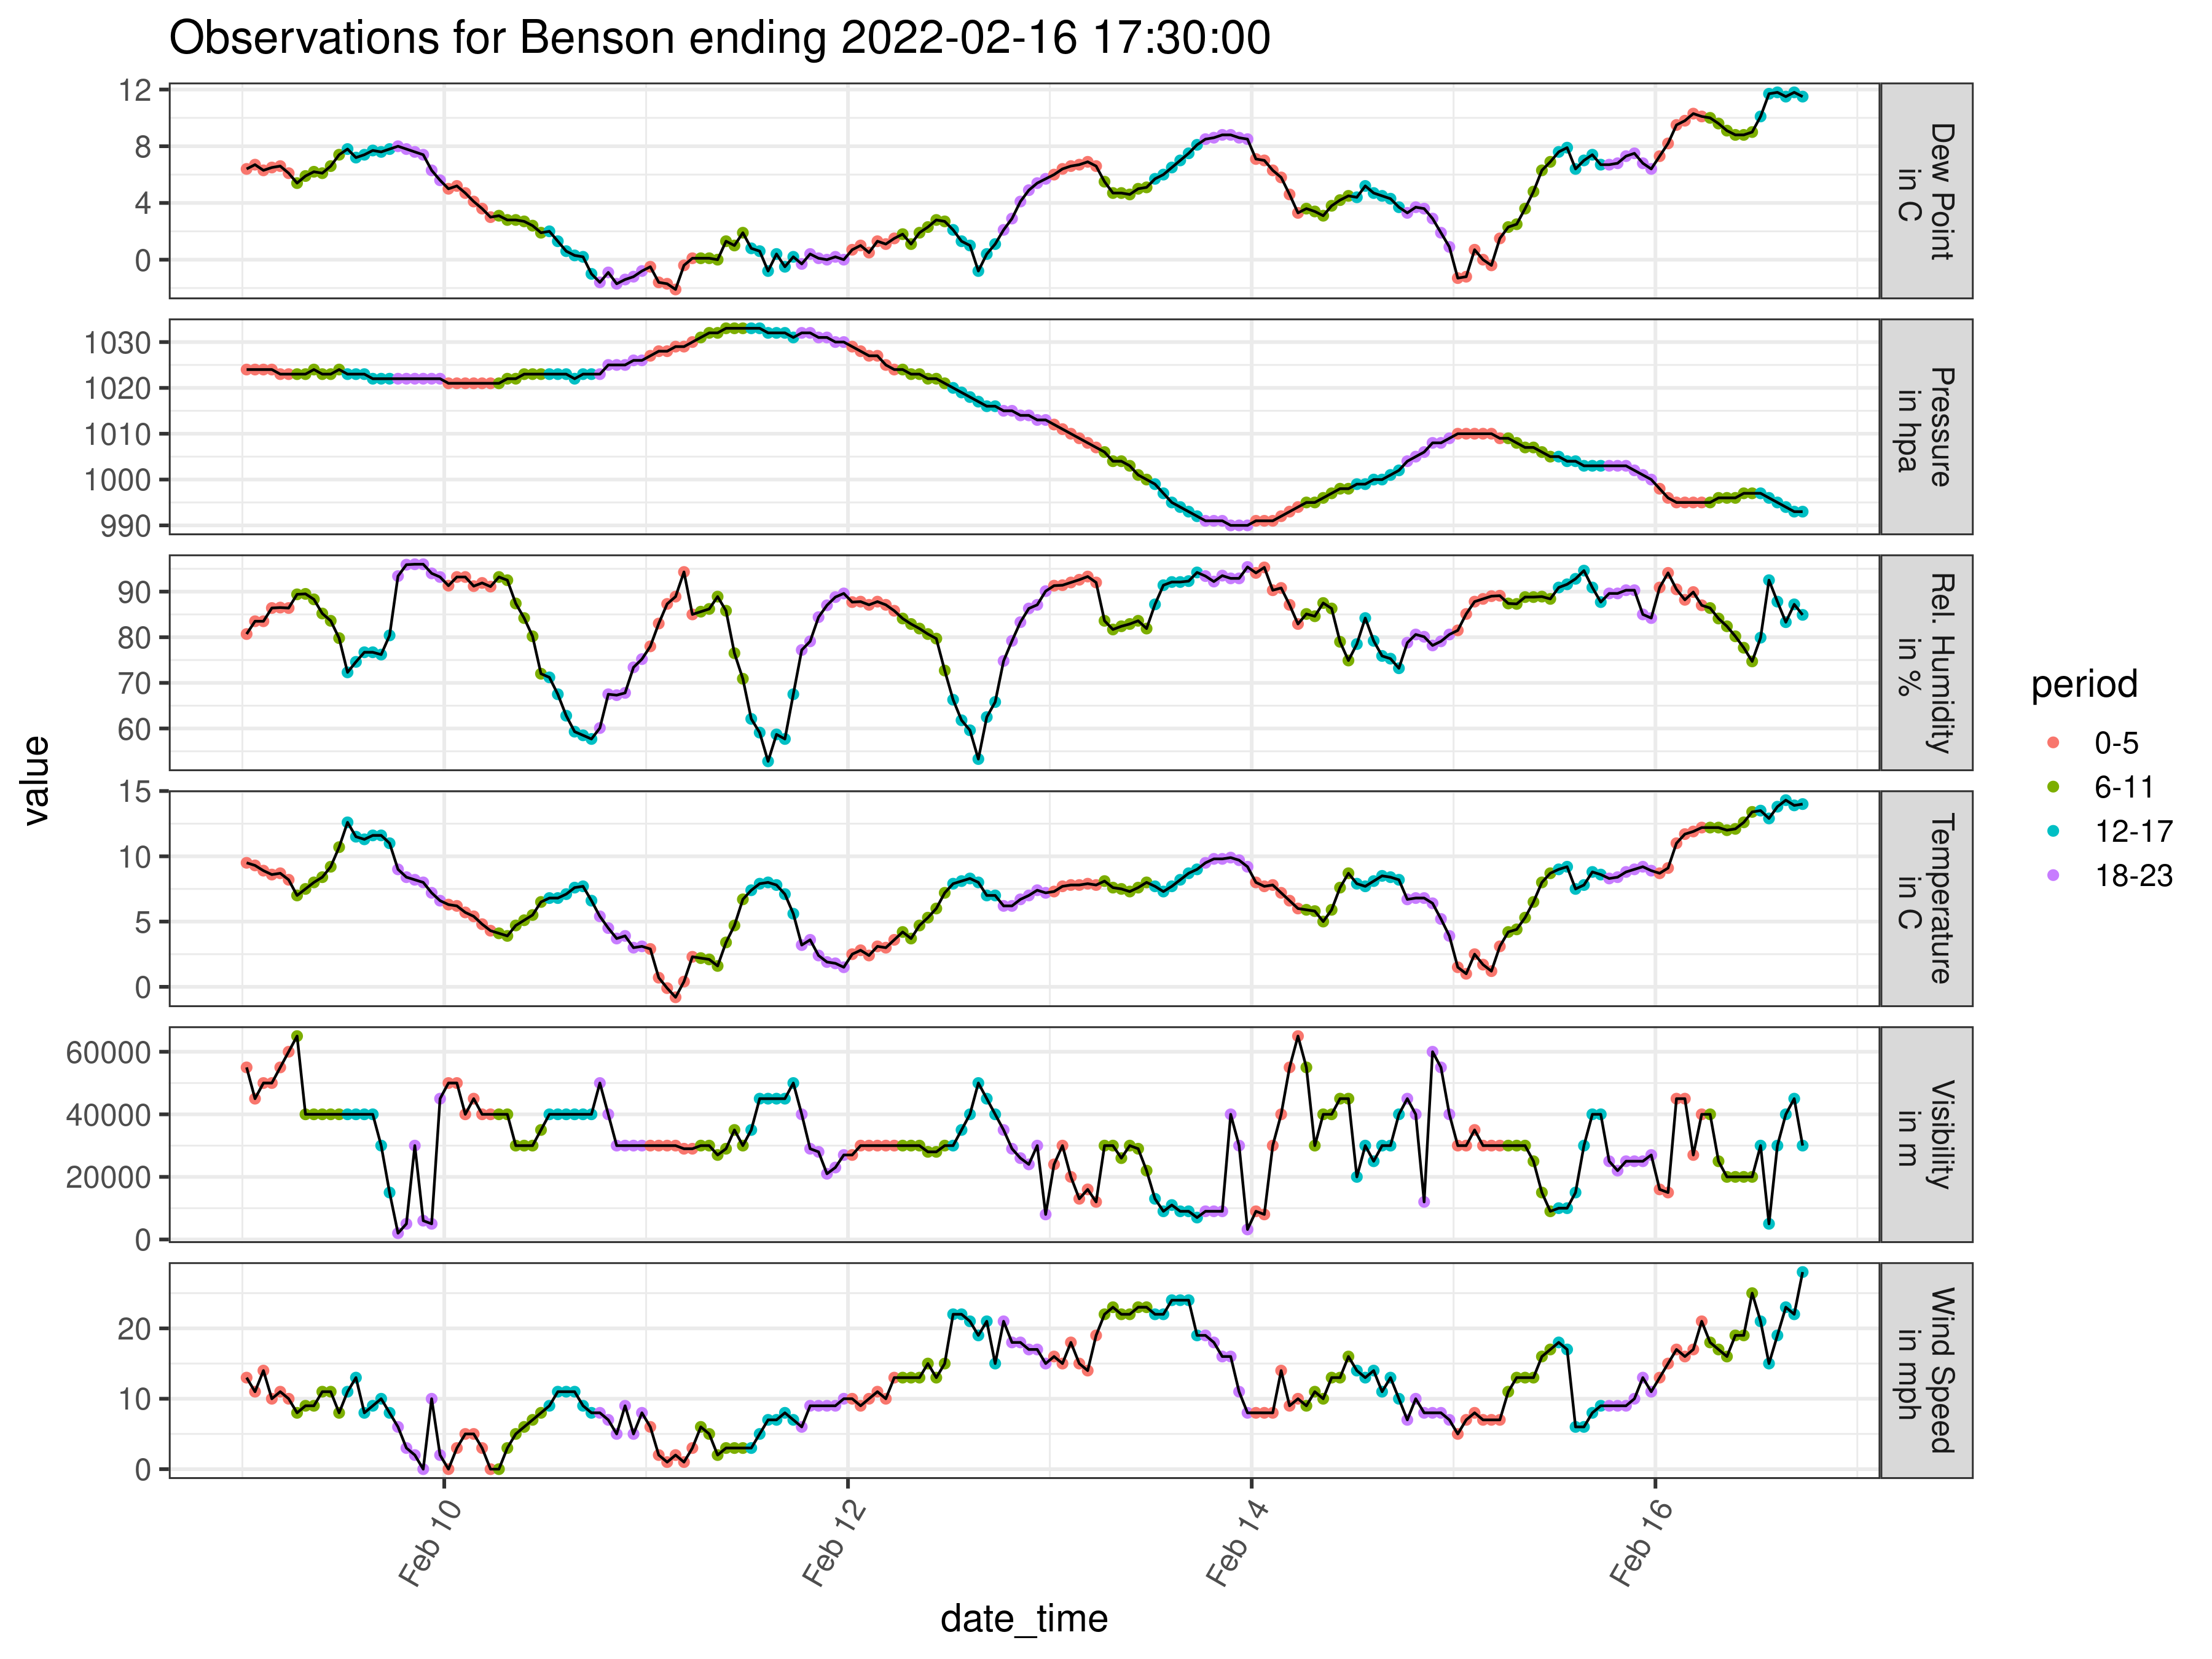 Observations for Benson ending 2022-02-16 17:30:00
value
12
8
4
0
Dew Point
in C
1030
1020
1010
1000
990
Pressure
in hpa
90
80
70
60
Rel. Humidity
in %
15
10
5
0
Temperature
in C
60000
40000
20000
0
Visibility
in m
20
10
0
Wind Speed
in mph
Feb 10
Feb 12
Feb 14
Feb 16
date_time
period
0-5
6-11
12-17
18-23